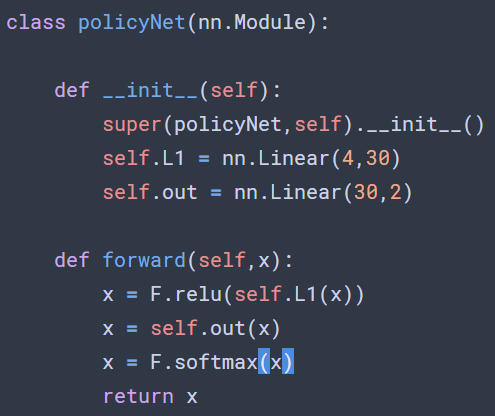 class policyNet(nn.Module):
    def __init__(self):
        super(policyNet,self).__init__()
        self.L1 = nn.Linear(4,30)
        self.out = nn.Linear(30,2)
    def forward(self,x):
        x = F.relu(self.L1(x))
        x = self.out(x)
        x = F.softmax(x)
        return x